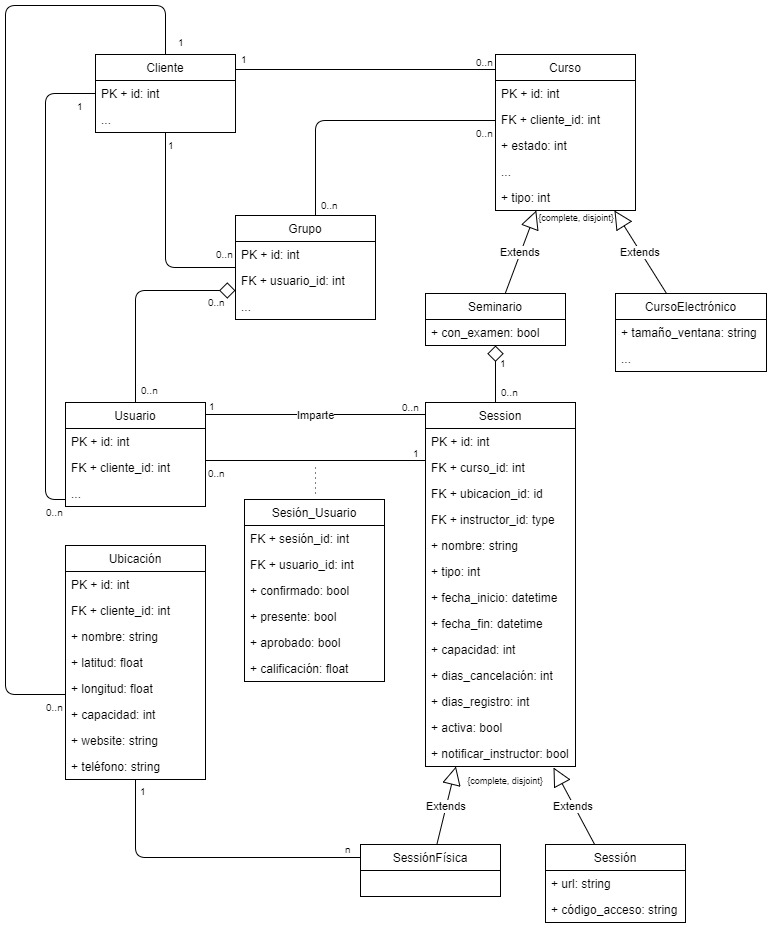 1
Cliente
PK + id: int
...
1
1
0..n
Curso
PK + id: int
FK + cliente_id: int
+ estado: int
...
+ tipo: int
0..n
1
1
0..n
{complete, disjoint}
Grupo
PK + id: int
FK + usuario_id: int
...
0..n
0..n
Extends
Extends
Seminario
+ con_examen: bool
CursoElectrónico
+ tamaño_ventana: string
...
1
0..n
0..n
Usuario
PK + id: int
FK + cliente_id: int
...
0..n
1
Imparte
0..n
0..n
1
Session
PK + id: int
FK + curso_id: int
FK + ubicacion_id: id
FK + instructor_id: type
+ nombre: string
+ tipo: int
+ fecha_inicio: datetime
+ fecha_fin: datetime
+ capacidad: int
+ dias_cancelación: int
+ dias_registro: int
+ activa: bool
+ notificar_instructor: bool
Sesión_Usuario
FK + sesión_id: int
FK + usuario_id: int
+ confirmado: bool
+ presente: bool
+ aprobado: bool
+ calificación: float
Ubicación
PK + id: int
FK + cliente_id: int
+ nombre: string
+ latitud: float
+ longitud: float
+ capacidad: int
+ website: string
+ teléfono: string
0..n
1
n
{complete, disjoint}
Extends
Extends
SessiónFísica
Sessión
+ url: string
+ código_acceso: string